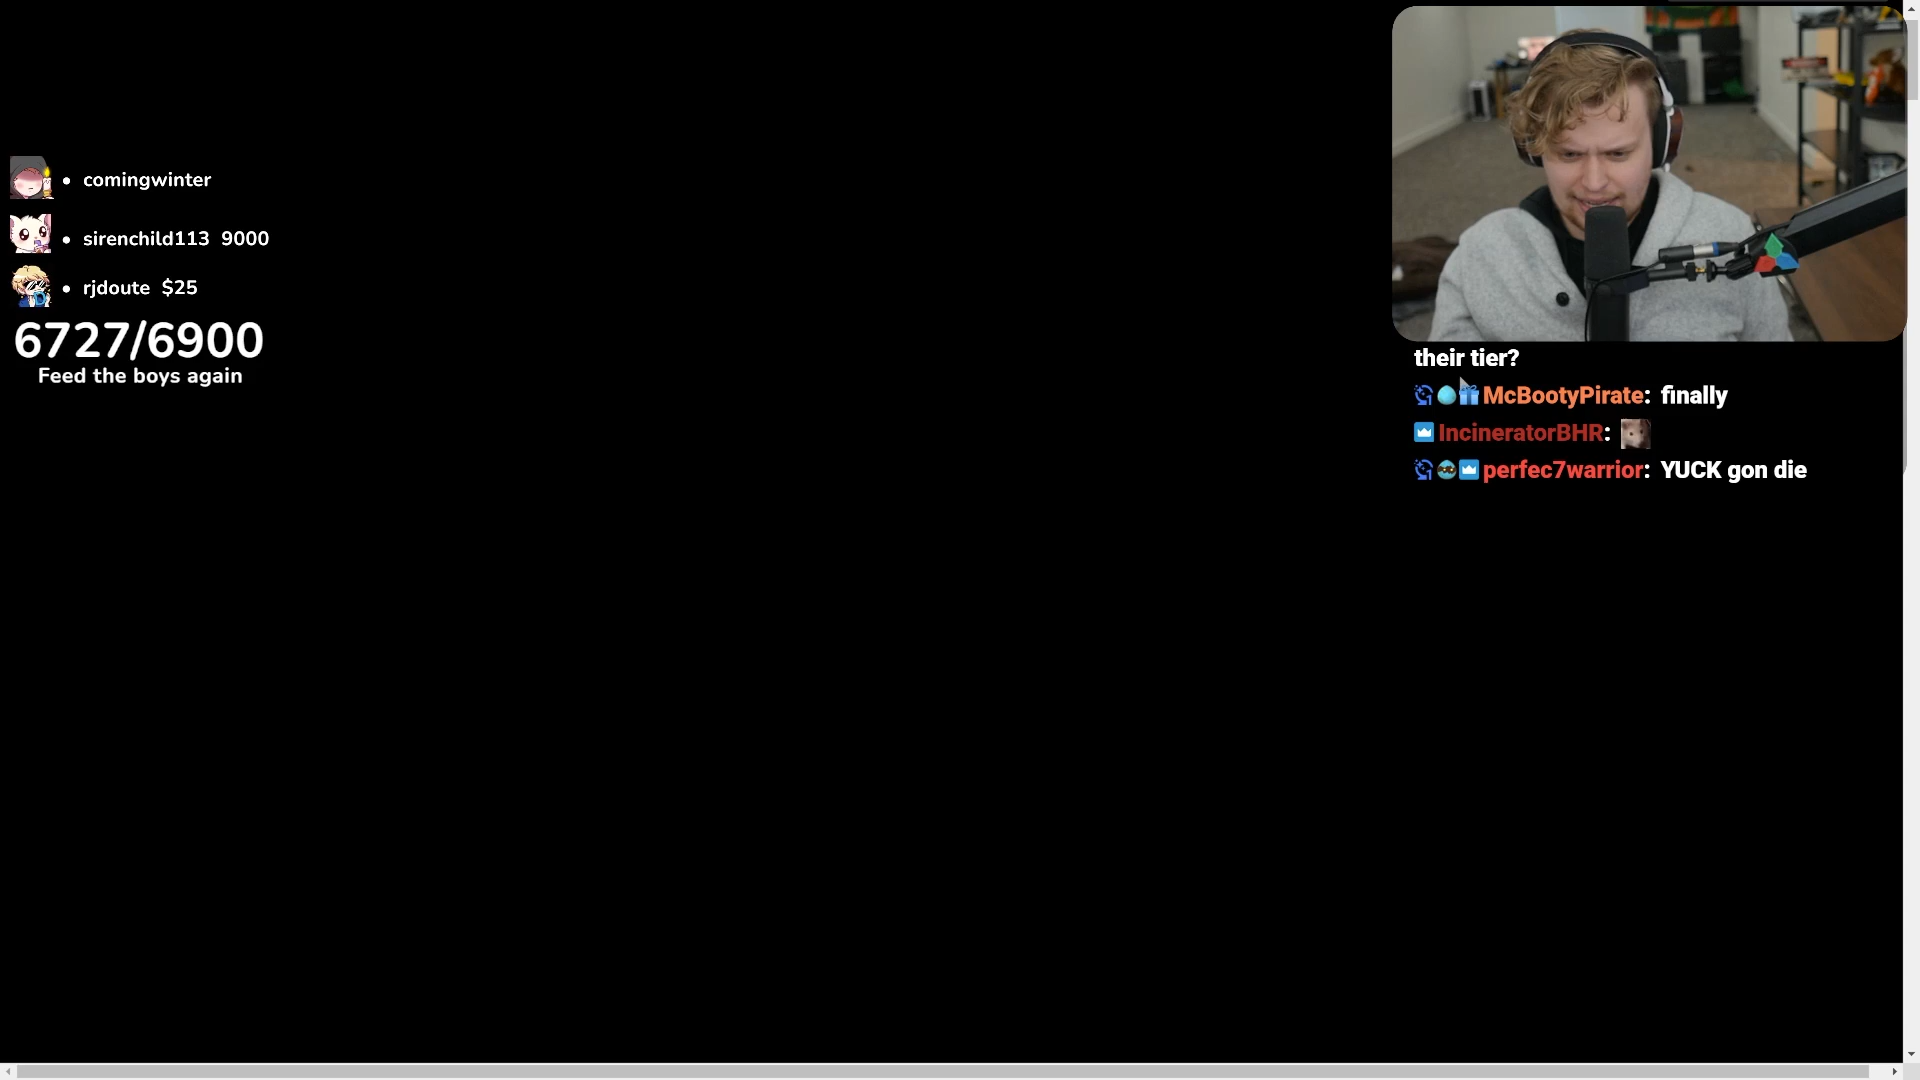 comingwinter
sirenchild113 9000
rjdoute $25
6727/6900
Feed the boys again
their tier?
McBootyPirate: finally
IncineratorBHR:
perfec7warrior: YUCK gon die